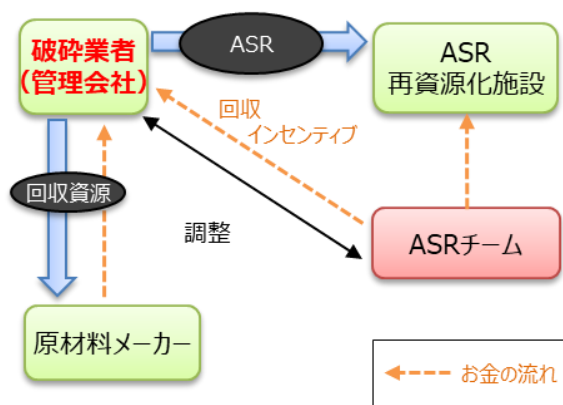 破砕業者
(管理会社)
ASR
ASR
再資源化施設
回収
インセンティブ
回収資源
調整
ASRチーム
原材料メーカー
お金の流れ